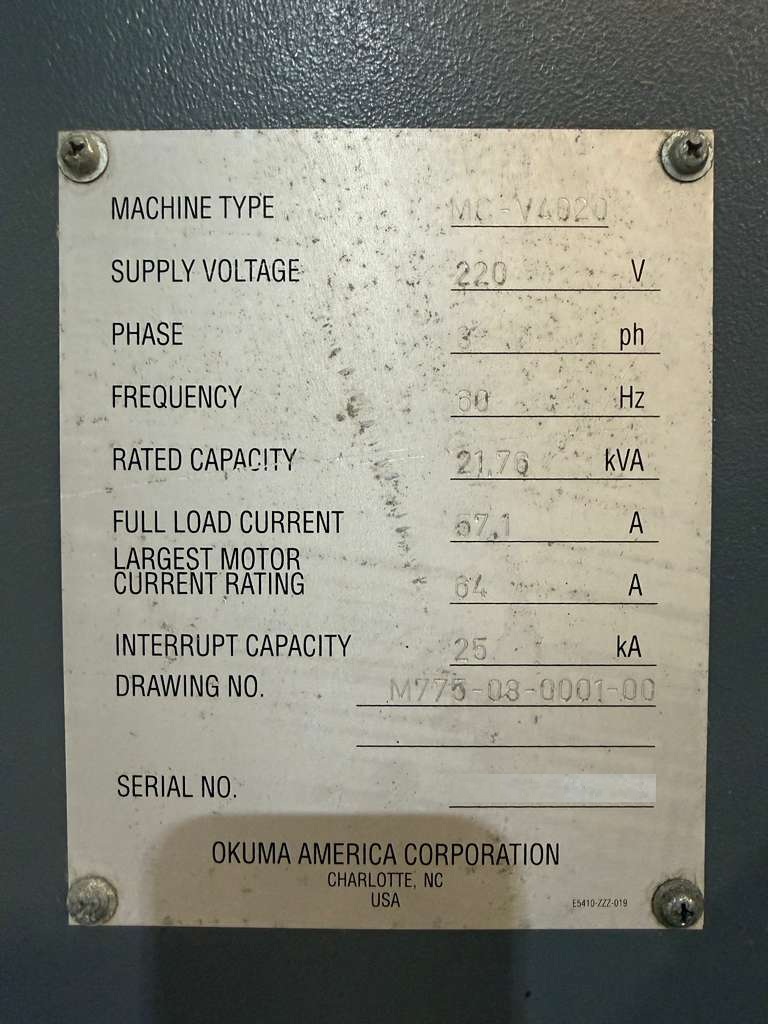 MACHINE TYPE MC-V4020
SUPPLY VOLTAGE 220 V
PHASE 3 ph
FREQUENCY 60 Hz
RATED CAPACITY 21.76 kVA
FULL LOAD CURRENT 57.1 A
LARGEST MOTOR
CURRENT RATING 64 A
INTERRUPT CAPACITY 25 kA
DRAWING NO. M775-08-0001-00
SERIAL NO.
OKUMA AMERICA CORPORATION
CHARLOTTE, NC
USA
E5410-ZZZ-019